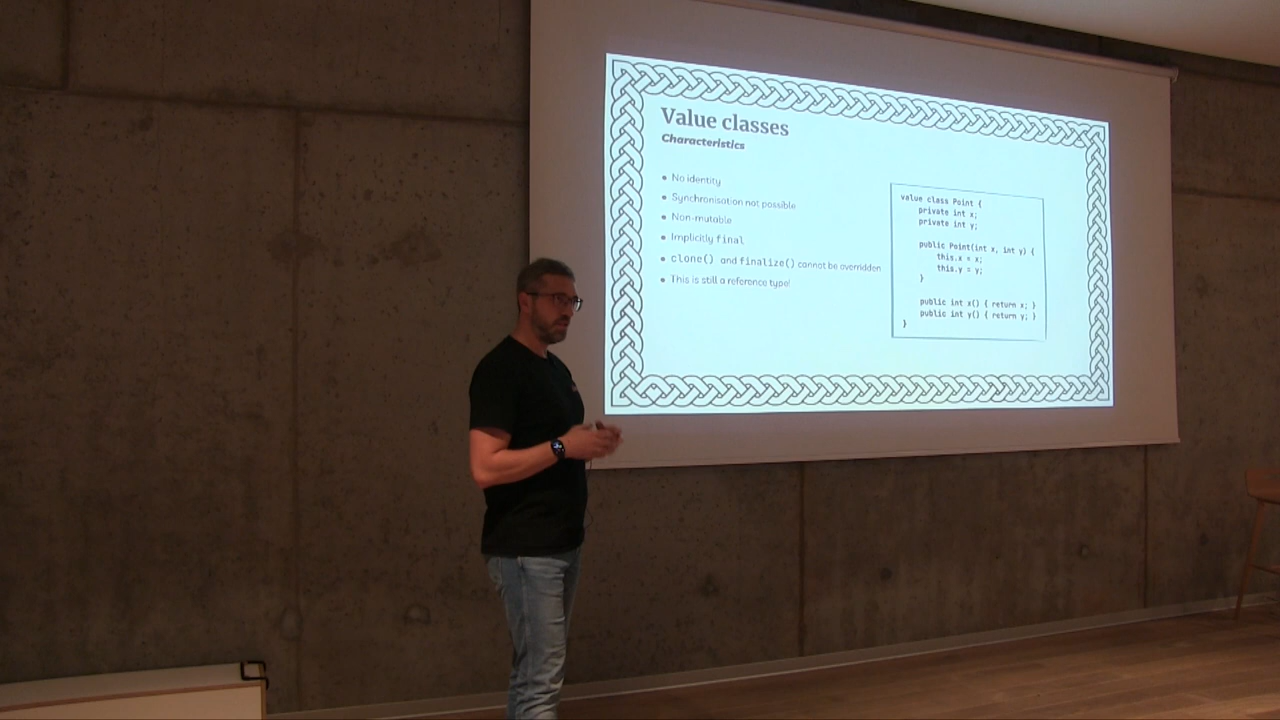 Value classes
Characteristics
No identity
Synchronisation not possible
Non-mutable
Implicitly final
clone() and finalize() cannot be overridden
This is still a reference type!
value class Point {
private int x;
private int y;
public Point(int x, int y) {
this.x = x;
this.y = y;
}
public int x() { return x; }
public int y() { return y; }
}